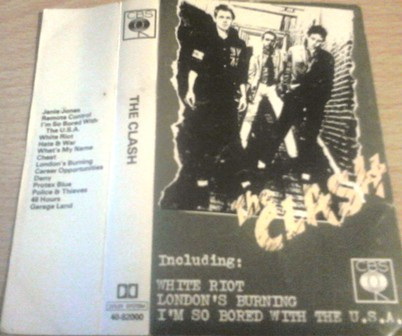 Janie Jones
Remote Control
I'm So Bored With
The U.S.A.
White Riot
Hate & War
What's My Name
Cheat
London's Burning
Career Opportunities
Deny
Protex Blue
Police & Thieves
48 Hours
Garage Land
CBS
THE CLASH
DOLBY SYSTEM
40-82000
THE CLASH
Including:
WHITE RIOT
LONDON'S BURNING
I'M SO BORED WITH THE U.S.A.
CBS